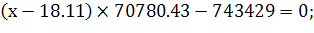 (x − 18.11) × 70780.43 − 743429 = 0;